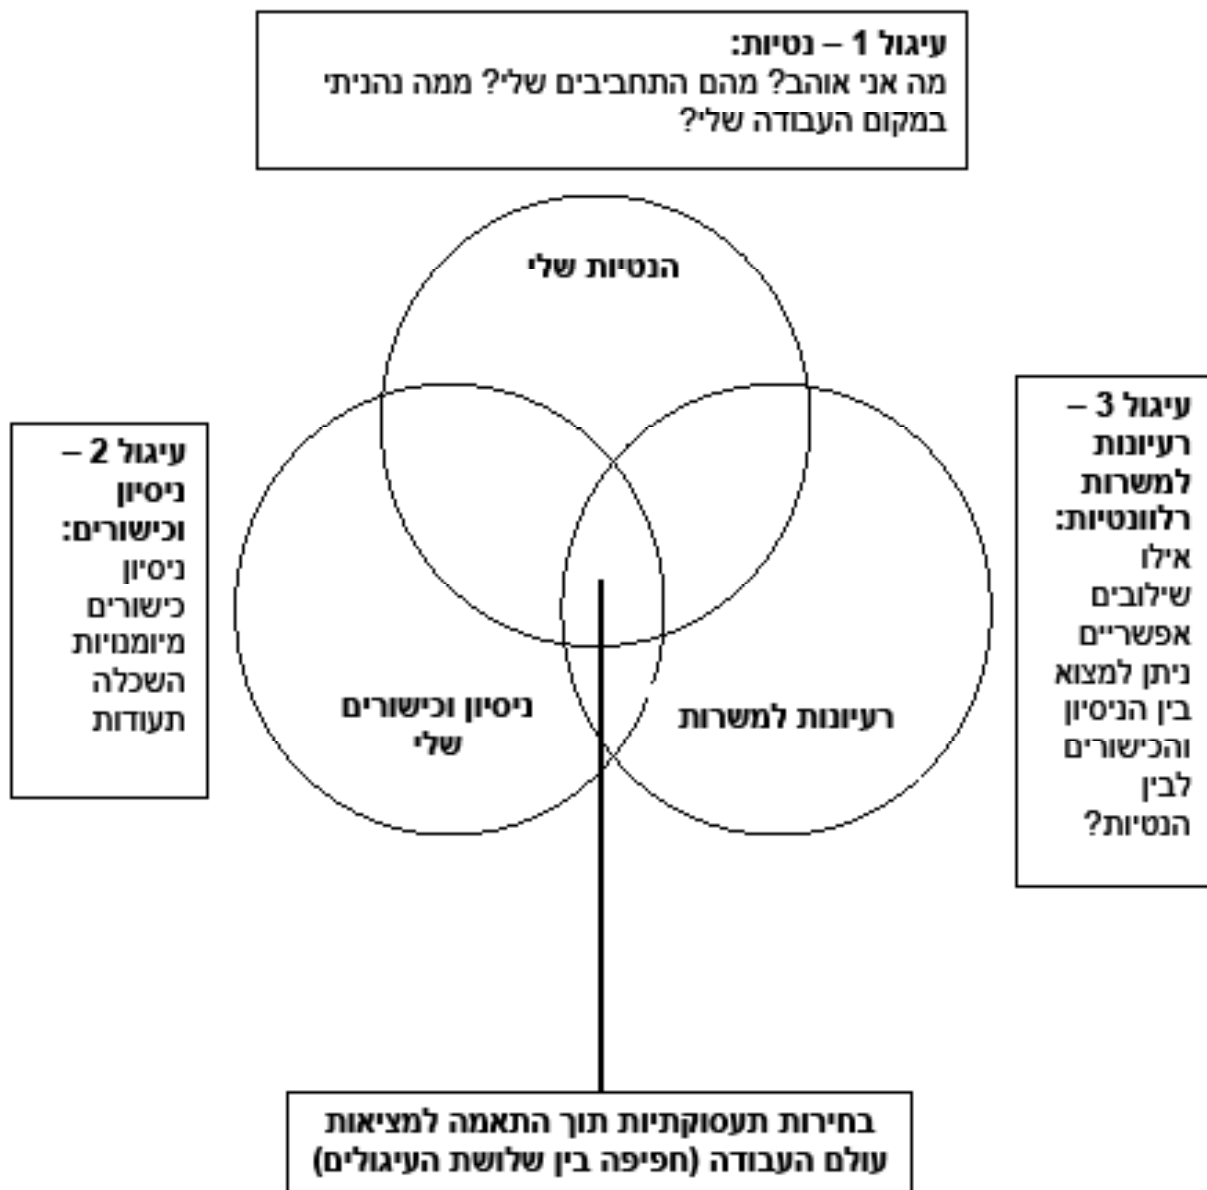 עיגול 1 – נטיות:
מה אני אוהב? מהם התחביבים שלי? ממה נהניתי
במקום העבודה שלי?
הנטיות שלי
עיגול 3 –
רעיונות
למשרות
רלוונטיות:
אילו
שילובים
אפשריים
ניתן למצוא
בין הניסיון
והכישורים
לבין
הנטיות?
עיגול 2 –
ניסיון
וכישורים:
ניסיון
כישורים
מיומנויות
השכלה
תעודות
רעיונות למשרות
ניסיון וכישורים
שלי
בחירות תעסוקתיות תוך התאמה למציאות
עולם העבודה (חפיפה בין שלושת העיגולים)